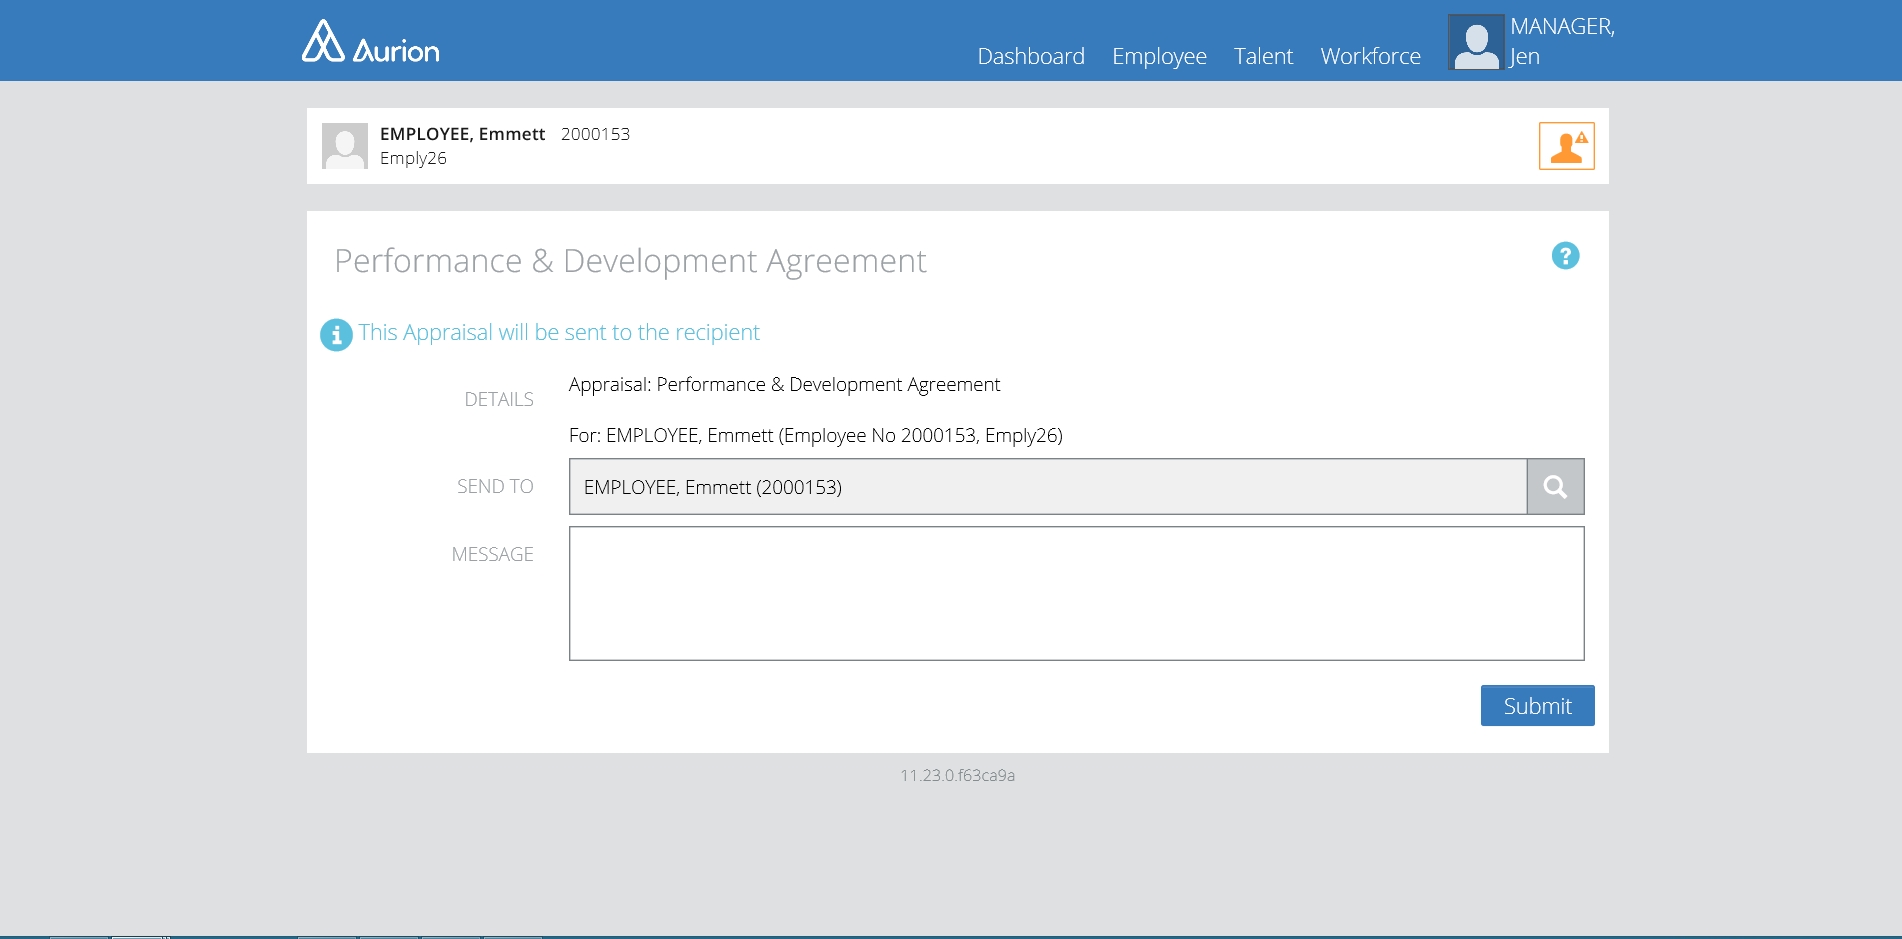 Aurion
Dashboard Employee Talent Workforce
MANAGER,
Jen
EMPLOYEE, Emmett 2000153
Emply26
Performance & Development Agreement
?
i This Appraisal will be sent to the recipient
DETAILS
Appraisal: Performance & Development Agreement
For: EMPLOYEE, Emmett (Employee No 2000153, Emply26)
SEND TO
EMPLOYEE, Emmett (2000153)
MESSAGE
Submit
11.23.0.f63ca9a